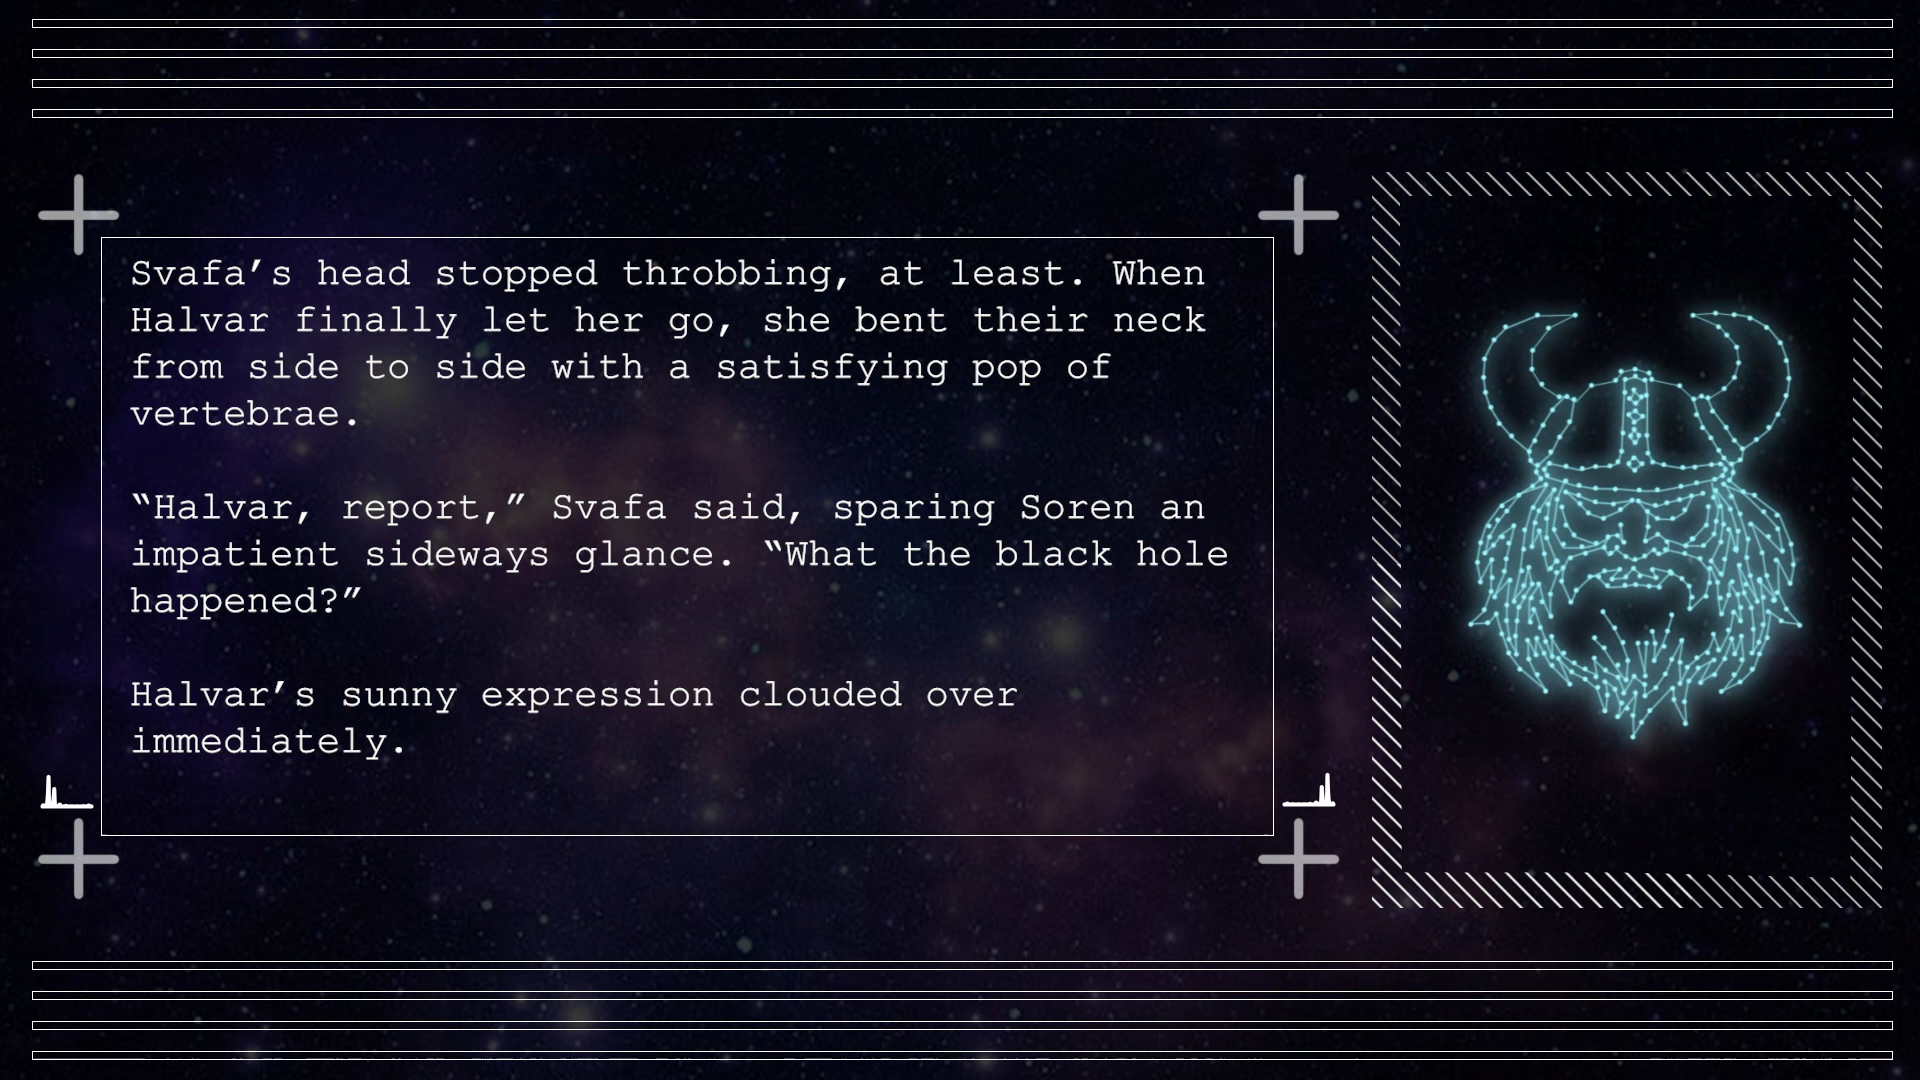 Svafa’s head stopped throbbing, at least. When
Halvar finally let her go, she bent their neck
from side to side with a satisfying pop of
vertebrae.
“Halvar, report,” Svafa said, sparing Soren an
impatient sideways glance. “What the black hole
happened?”
Halvar’s sunny expression clouded over
immediately.